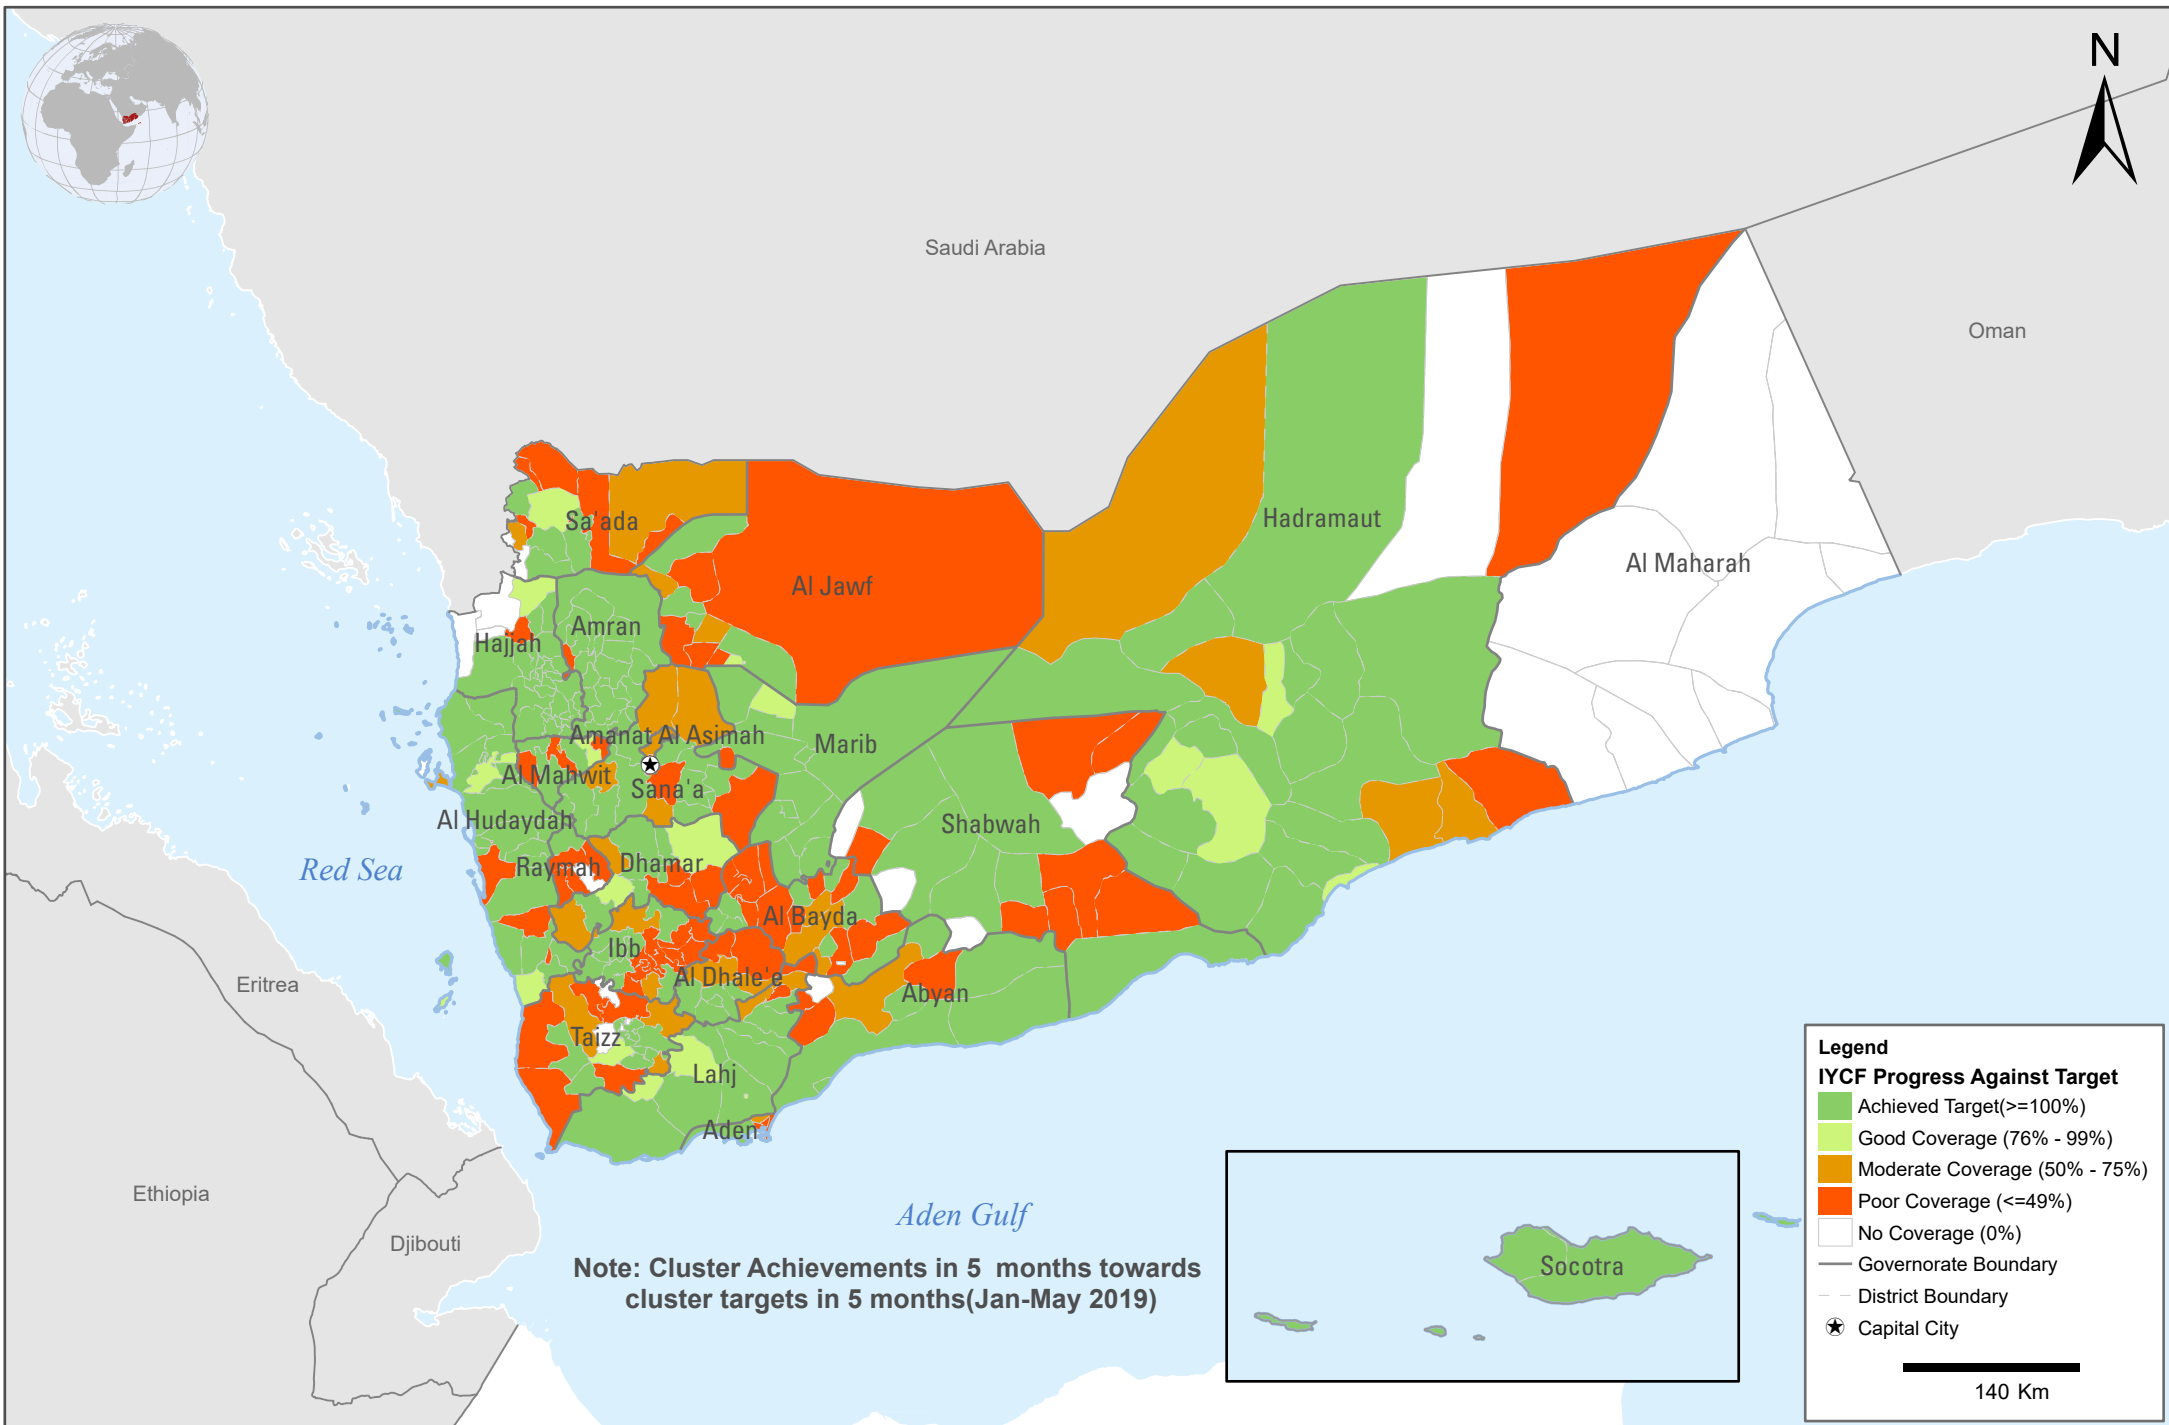 N
Saudi Arabia
Oman
Hadramaut
Sa'ada
Al Maharah
Al Jawf
Amran
Hajjah
Amanat Al Asimah
Marib
Al Mahwit
Sana'a
Al Hudaydah
Shabwah
Red Sea
Raymah
Dhamar
Al Bayda
Ibb
Al Dhale'e
Eritrea
Abyan
Taizz
Lahj
Aden
Ethiopia
Djibouti
Aden Gulf
Socotra
Note: Cluster Achievements in 5  months towards
cluster targets in 5 months(Jan-May 2019)
Legend
IYCF Progress Against Target
Achieved Target(>=100%)
Good Coverage (76% - 99%)
Moderate Coverage (50% - 75%)
Poor Coverage (<=49%)
No Coverage (0%)
Governorate Boundary
District Boundary
Capital City
140 Km